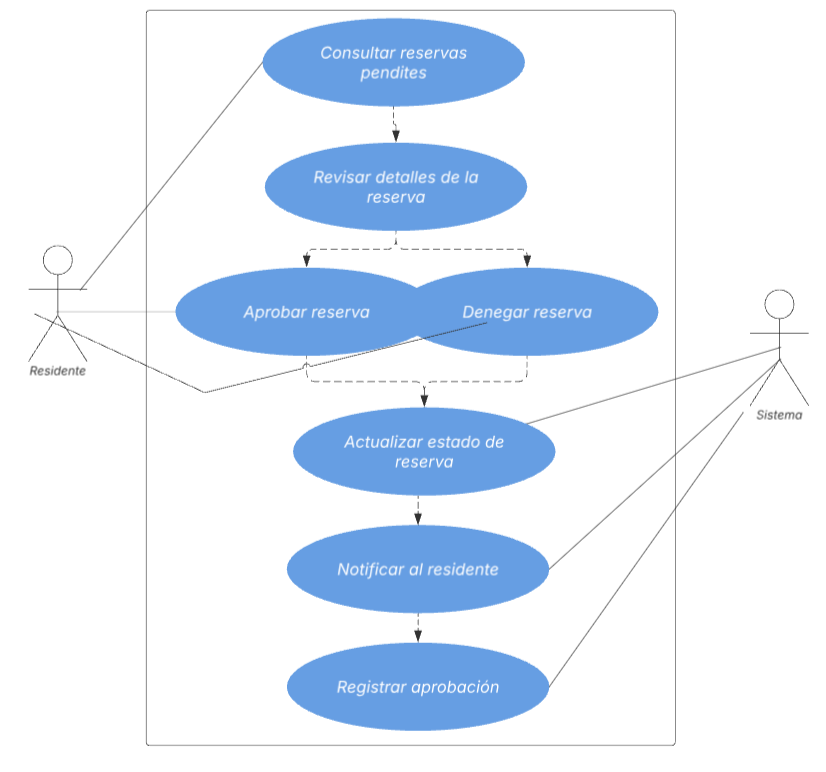 Consultar reservas
pendites
Revisar detalles de la
reserva
Aprobar reserva
Denegar reserva
Residente
Sistema
Actualizar estado de
reserva
Notificar al residente
Registrar aprobación